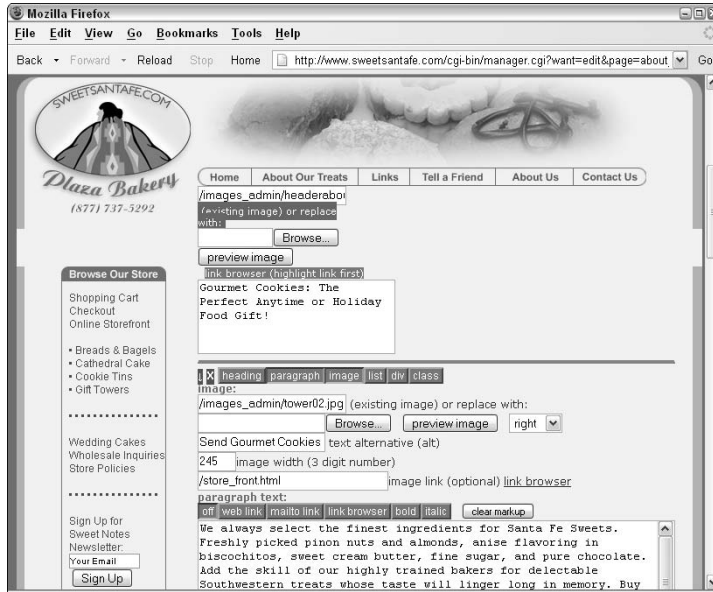 Mozilla Firefox
File Edit View Go Bookmarks Tools Help
Back Forward Reload Stop Home http://www.sweetsantafe.com/cgi-bin/manager.cgi?want=edit&page=about Go
SWEETSANTAFE.COM
Plaza Bakery
(877) 737-5292
Home About Our Treats Links Tell a Friend About Us Contact Us
/images_admin/headerabou
(existing image) or replace
with:
Browse...
preview image
link browser (highlight link first)
Gourmet Cookies: The
Perfect Anytime or Holiday
Food Gift!
Browse Our Store
Shopping Cart
Checkout
Online Storefront
• Breads & Bagels
• Cathedral Cake
• Cookie Tins
• Gift Towers
Wedding Cakes
Wholesale Inquiries
Store Policies
Sign Up for
Sweet Notes
Newsletter:
Your Email
Sign Up
X heading paragraph image list div class
image:
/images_admin/tower02.jpg (existing image) or replace with:
Browse... preview image right
Send Gourmet Cookies text alternative (alt)
245 image width (3 digit number)
/store_front.html image link (optional) link browser
paragraph text:
off web link mailto link link browser bold italic clear markup
We always select the finest ingredients for Santa Fe Sweets.
Freshly picked pinon nuts and almonds, anise flavoring in
biscochitos, sweet cream butter, fine sugar, and pure chocolate.
Add the skill of our highly trained bakers for delectable
Southwestern treats whose taste will linger long in memory. Buy